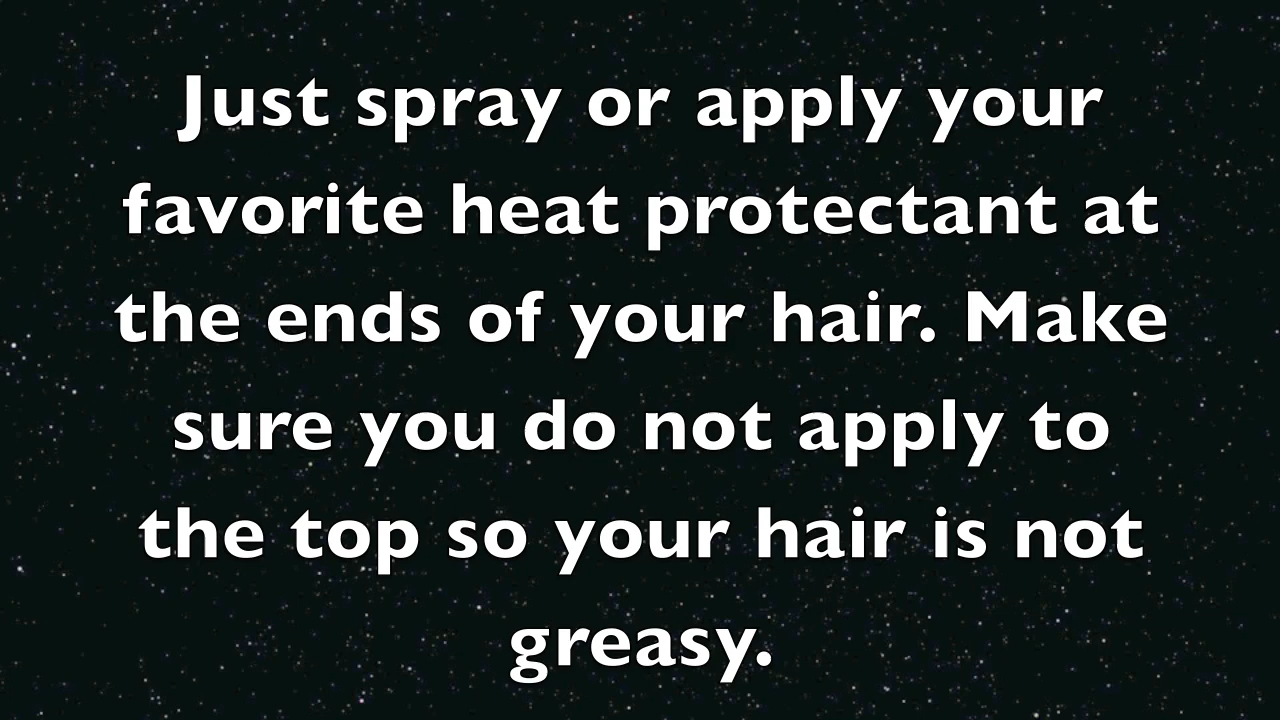 Just spray or apply your
favorite heat protectant at
the ends of your hair. Make
sure you do not apply to
the top so your hair is not
greasy.